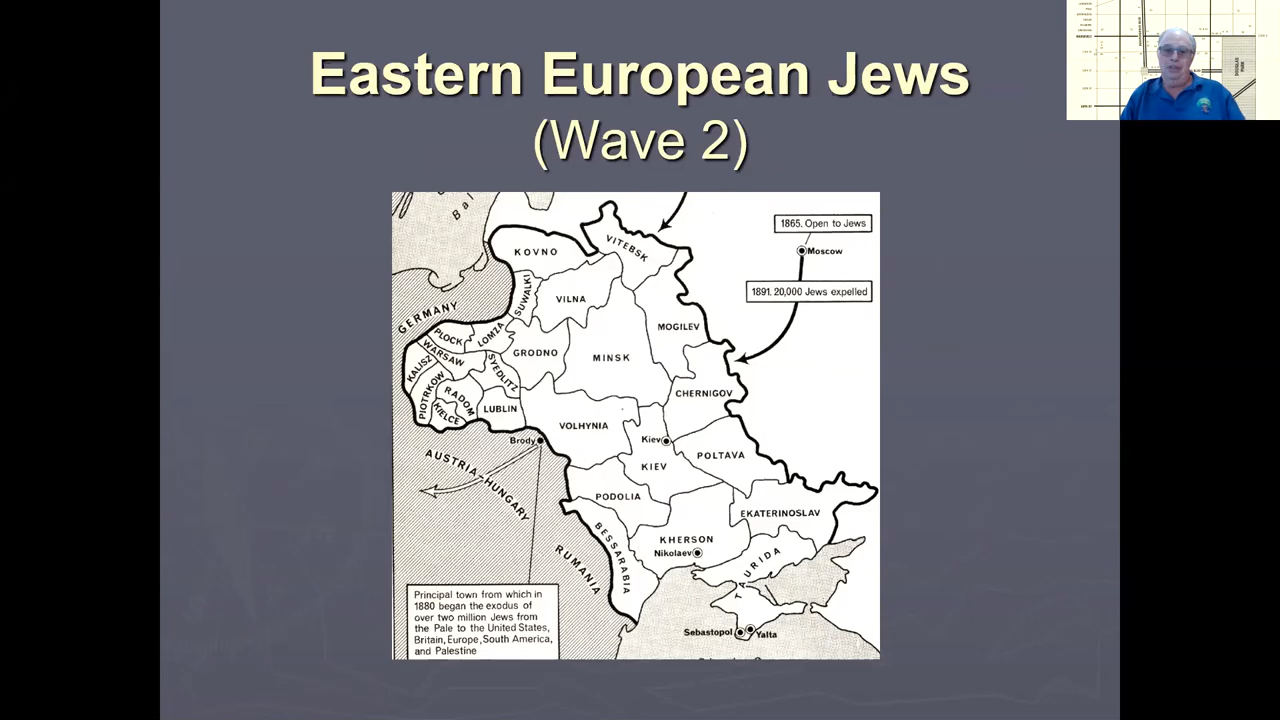 Eastern European Jews
(Wave 2)
Bal
1865. Open to Jews
Moscow
1891. 20,000 Jews expelled
VITEBSK
KOVNO
SUWALKI
VILNA
GERMANY
PLOCK
LOMZA
MOGILEV
WARSAW
GRODNO
MINSK
KALISZ
SYEDLITZ
PIOTRKOW
RADOM
CHERNIGOV
KIELCE
LUBLIN
VOLHYNIA
Brody
Kiev
AUSTRIA-HUNGARY
KIEV
POLTAVA
PODOLIA
EKATERINOSLAV
BESSARABIA
KHERSON
Nikolaev
RUMANIA
TAURIDA
Principal town from which in
1880 began the exodus of
over two million Jews from
the Pale to the United States,
Britain, Europe, South America,
and Palestine
Sebastopol
Yalta
DOUGLAS
PARK